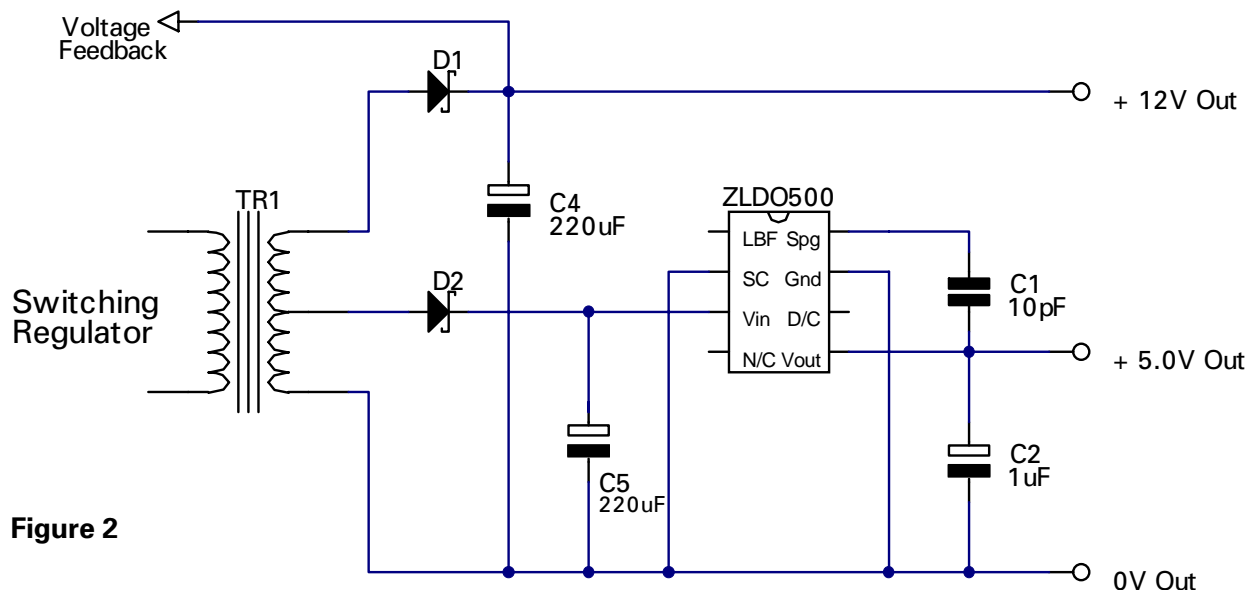 Voltage
Feedback
D1
+ 12V Out
TR1
C4
220uF
ZLDO500
LBF Spg
SC Gnd
Vin D/C
N/C Vout
D2
C1
10pF
Switching
Regulator
+ 5.0V Out
C5
220uF
C2
1uF
Figure 2
0V Out